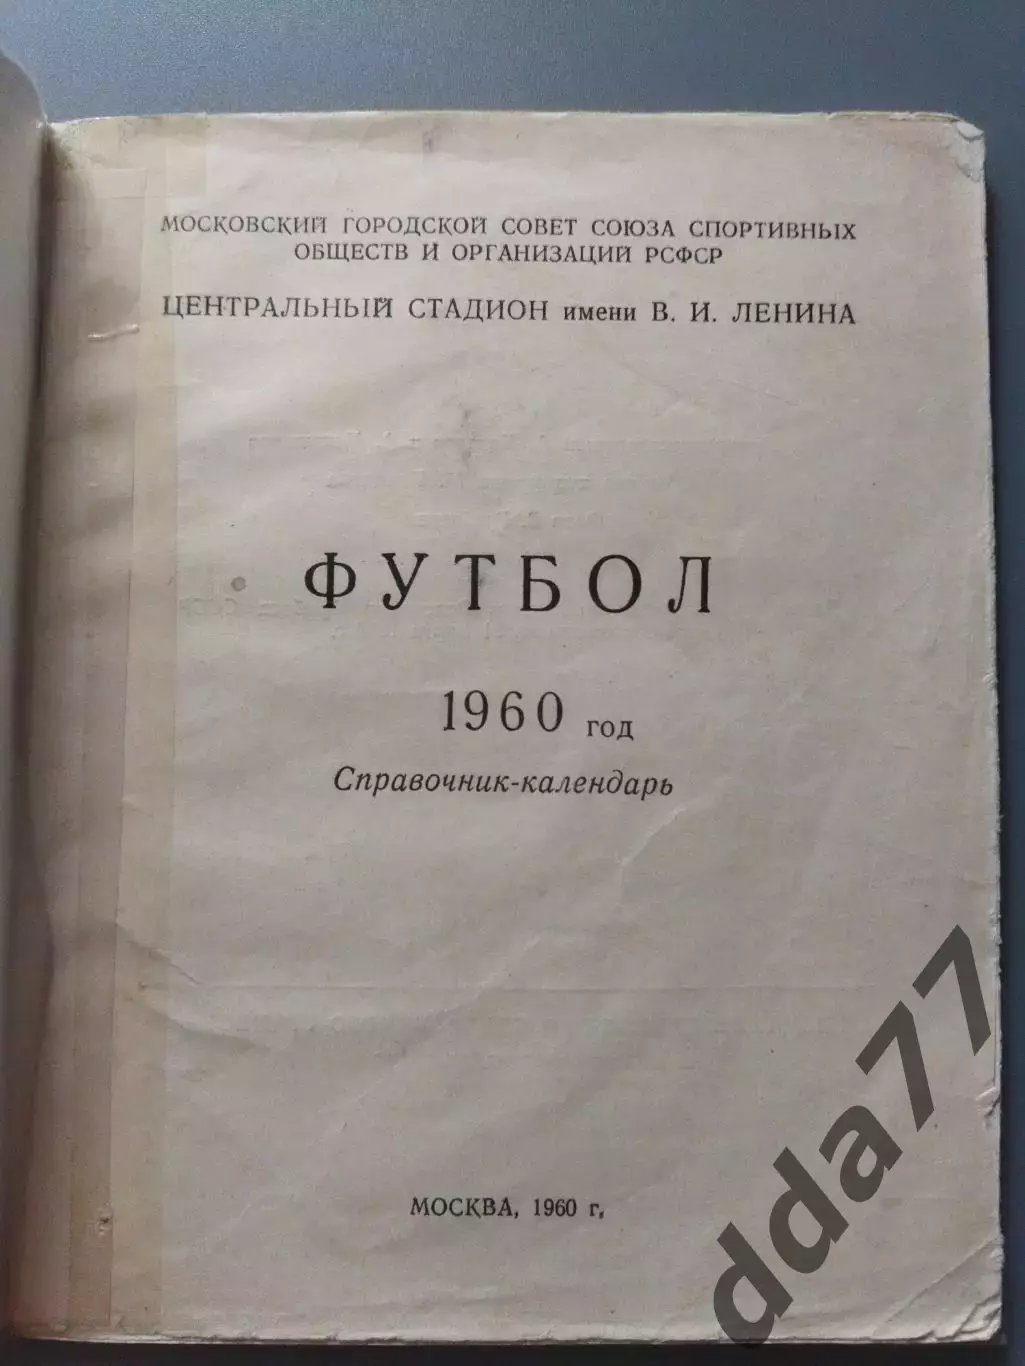 МОСКОВСКИЙ ГОРОДСКОЙ СОВЕТ СОЮЗА СПОРТИВНЫХ
ОБЩЕСТВ И ОРГАНИЗАЦИЙ РСФСР
ЦЕНТРАЛЬНЫЙ СТАДИОН имени В. И. ЛЕНИНА
ФУТБОЛ
1960 год
Справочник-календарь
МОСКВА, 1960 г.
dda77